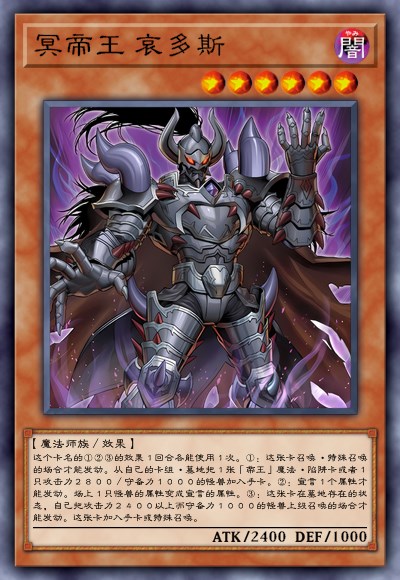 冥帝王 哀多斯
やみ
闇
【魔法师族/效果】
这个卡名的①②③的效果1回合各能使用1次。①:这张卡召唤·特殊召唤
的场合才能发动。从自己的卡组·墓地把1张「帝王」魔法·陷阱卡或者1
只攻击力2800/守备力1000的怪兽加入手卡。②:宣言1个属性才
能发动。场上1只怪兽的属性变成宣言的属性。③:这张卡在墓地存在的状
态,自己把攻击力2400以上而守备力1000的怪兽上级召唤的场合才
能发动。这张卡加入手卡或特殊召唤。
ATK/2400 DEF/1000